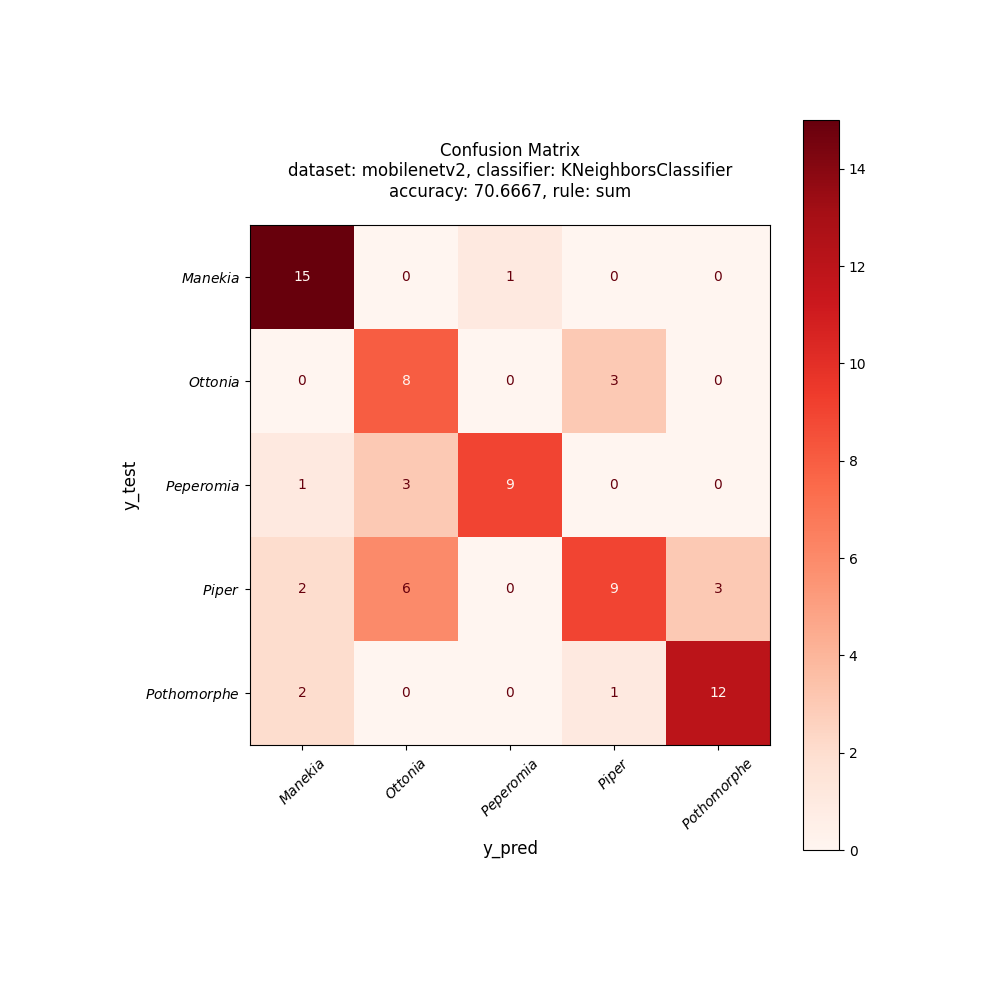 Confusion Matrix
dataset: mobilenetv2, classifier: KNeighborsClassifier
accuracy: 70.6667, rule: sum
14
12
10
8
6
4
2
0
y_test
Manekia 15 0 1 0 0
Ottonia 0 8 0 3 0
Peperomia 1 3 9 0 0
Piper 2 6 0 9 3
Pothomorphe 2 0 0 1 12
Manekia Ottonia Peperomia Piper Pothomorphe
y_pred